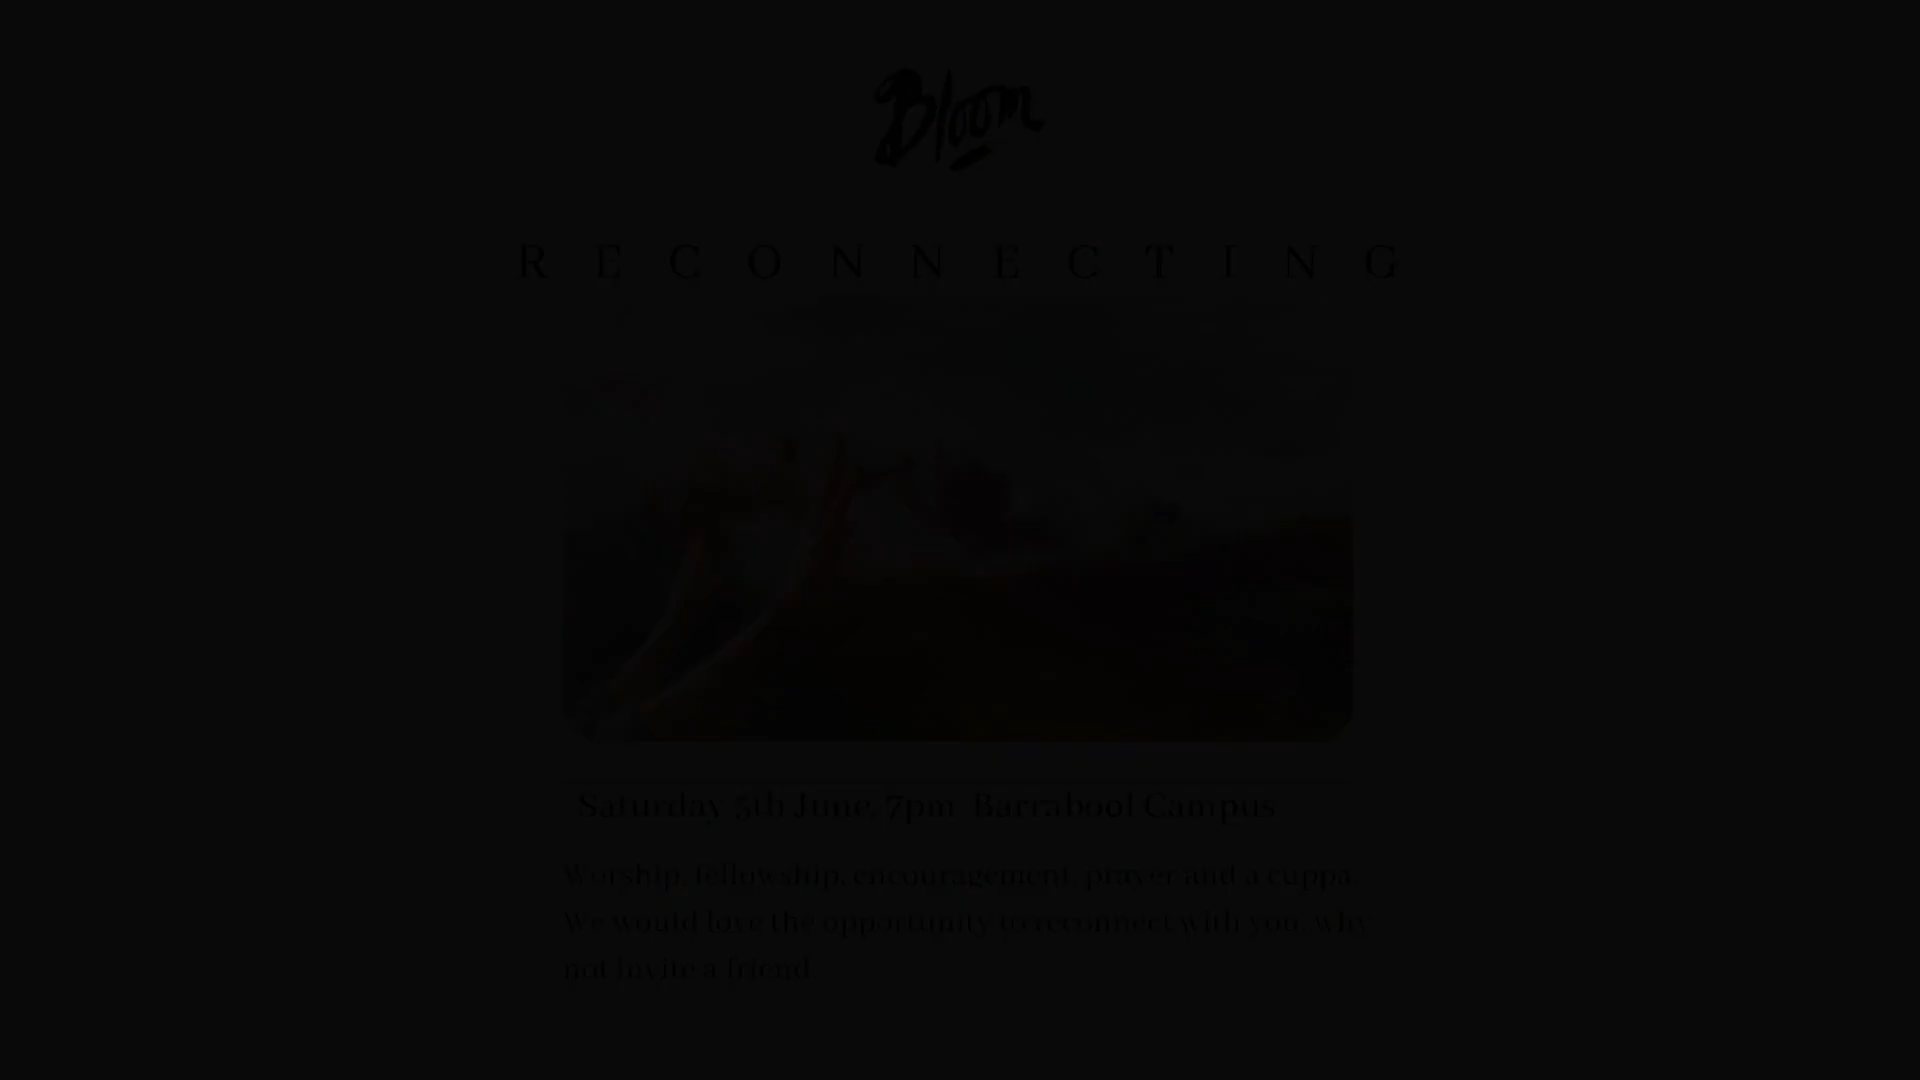 Bloom
RECONNECTING
Saturday 5th June, 7pm Barrabool Campus
Worship, fellowship, encouragement, prayer and a cuppa.
We would love the opportunity to reconnect with you, why
not invite a friend.